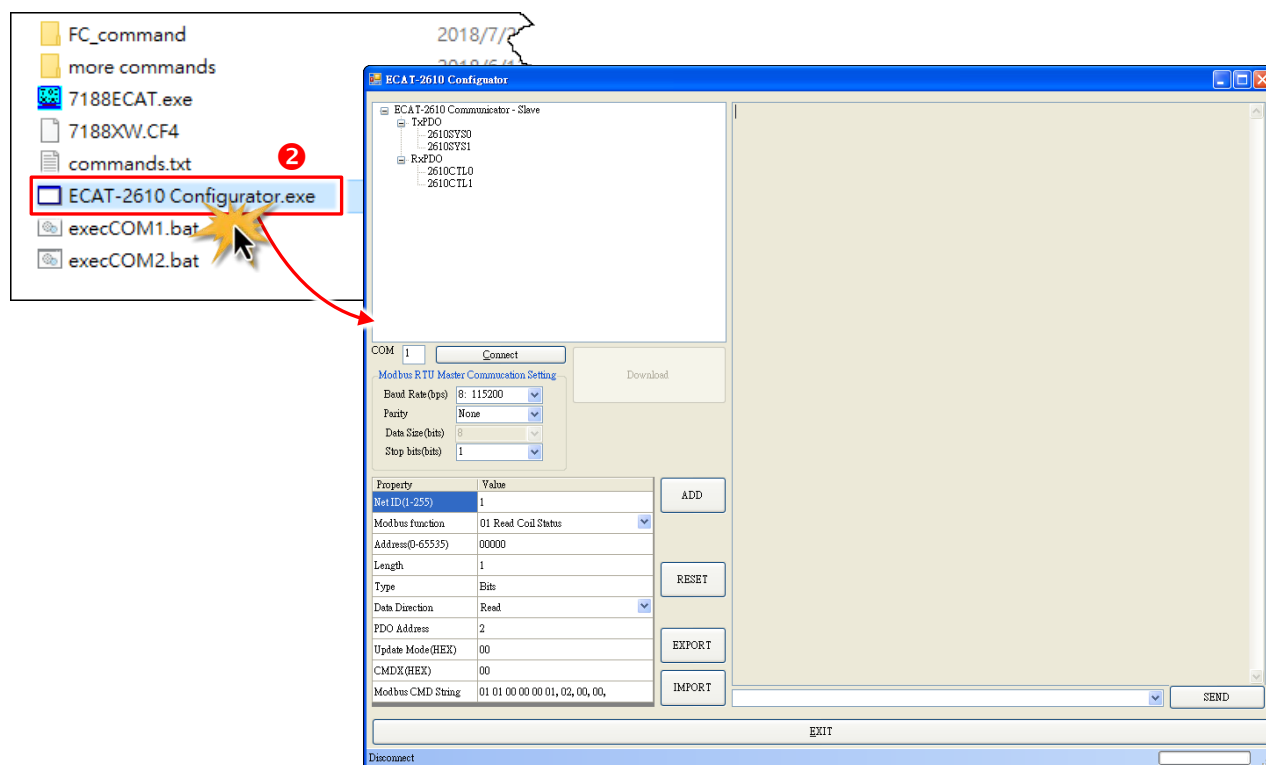 FC_command 2018/7/2
more commands
7188ECAT.exe
7188XW.CF4
commands.txt
2
ECAT-2610 Configurator.exe
execCOM1.bat
execCOM2.bat
ECAT-2610 Configuator
ECAT-2610 Communicator - Slave
TxPDO
2610SYS0
2610SYS1
RxPDO
2610CTL0
2610CTL1
COM 1 Connect
Download
Modbus RTU Master Commucation Setting
Baud Rate(bps) 8: 115200
Parity None
Data Size(bits) 8
Stop bits(bits) 1
Property Value
Net ID(1-255) 1
Modbus function 01 Read Coil Status
Address(0-65535) 00000
Length 1
Type Bits
Data Direction Read
PDO Address 2
Update Mode(HEX) 00
CMDX(HEX) 00
Modbus CMD String 01 01 00 00 00 01, 02, 00, 00,
ADD
RESET
EXPORT
IMPORT
SEND
EXIT
Disconnect